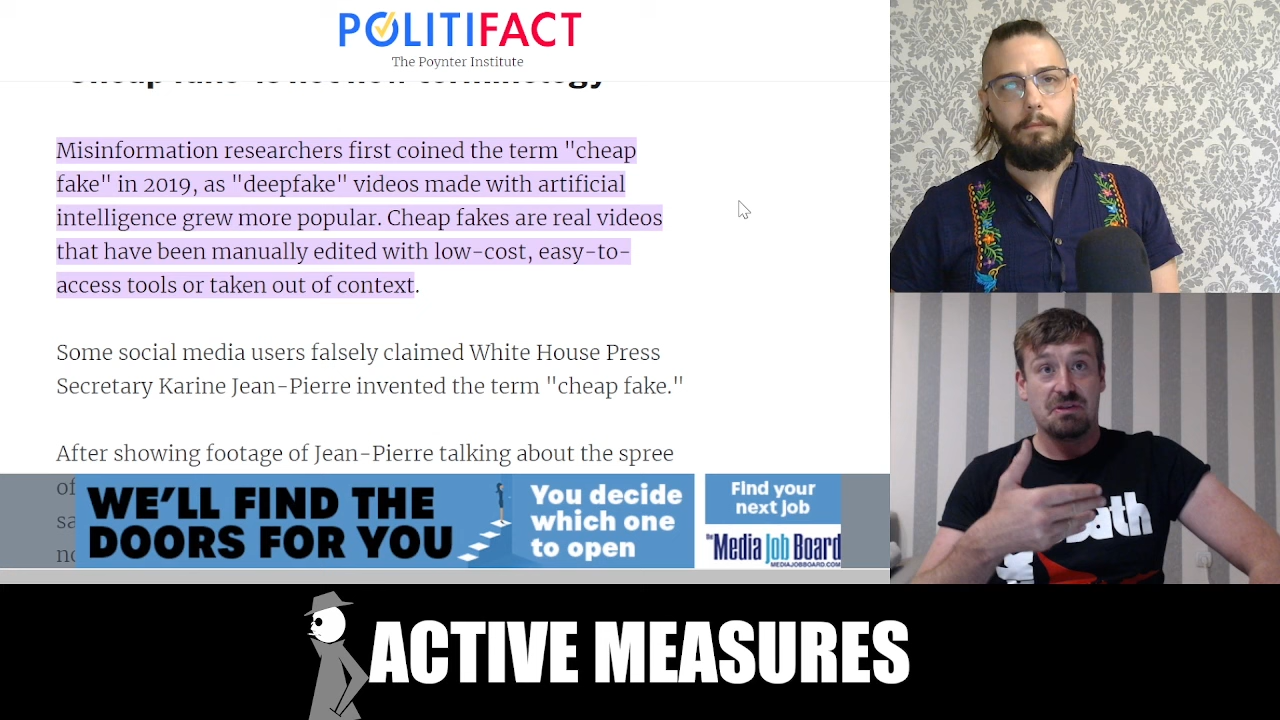 POLITIFACT
The Poynter Institute
Misinformation researchers first coined the term "cheap
fake" in 2019, as "deepfake" videos made with artificial
intelligence grew more popular. Cheap fakes are real videos
that have been manually edited with low-cost, easy-to-
access tools or taken out of context.
Some social media users falsely claimed White House Press
Secretary Karine Jean-Pierre invented the term "cheap fake."
After showing footage of Jean-Pierre talking about the spree
of
sa
WE'LL FIND THE
DOORS FOR YOU
You decide
which one
to open
Find your
next job
the Media Job Board
MEDIAJOBBOARD.COM
ACTIVE MEASURES